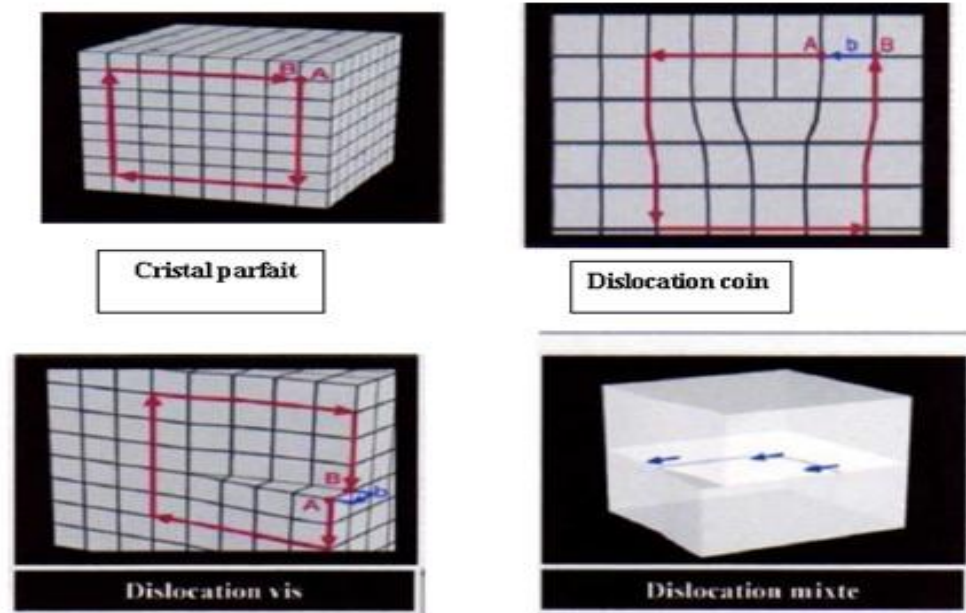 B A
A b B
Cristal parfait
Dislocation coin
B
A b
Dislocation vis
Dislocation mixte